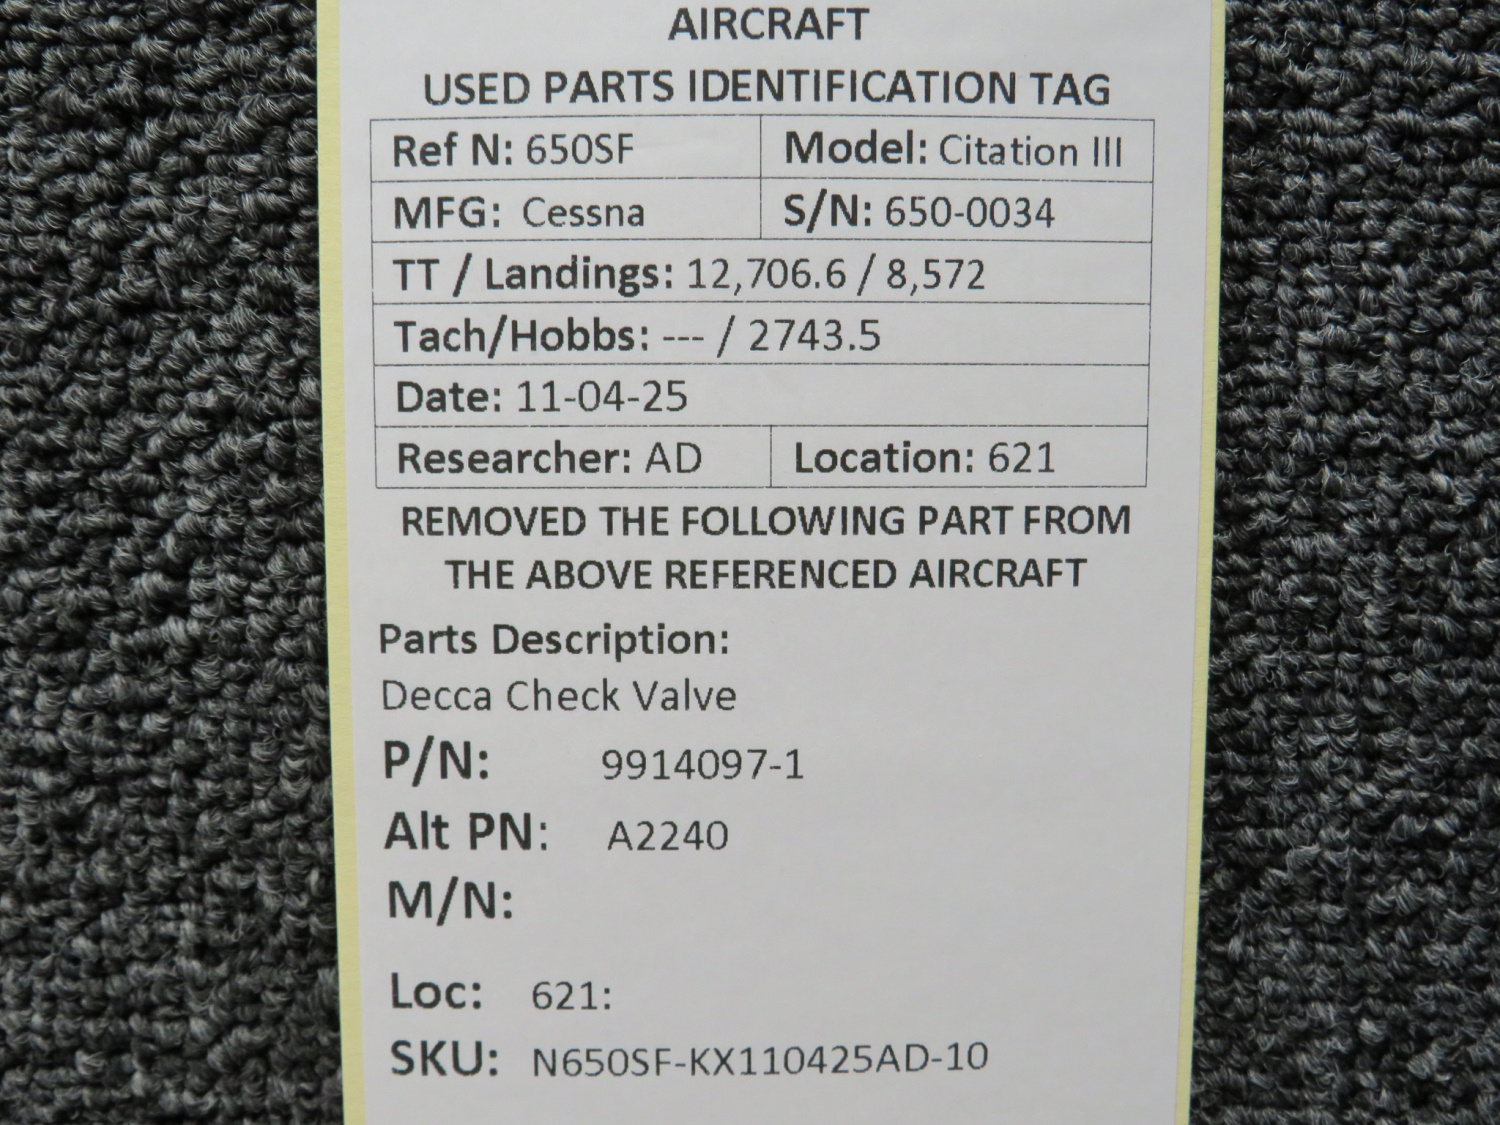 AIRCRAFT
USED PARTS IDENTIFICATION TAG
Ref N: 650SF Model: Citation III
MFG: Cessna S/N: 650-0034
TT / Landings: 12,706.6 / 8,572
Tach/Hobbs: --- / 2743.5
Date: 11-04-25
Researcher: AD Location: 621
REMOVED THE FOLLOWING PART FROM
THE ABOVE REFERENCED AIRCRAFT
Parts Description:
Decca Check Valve
P/N: 9914097-1
Alt PN: A2240
M/N:
Loc: 621:
SKU: N650SF-KX110425AD-10